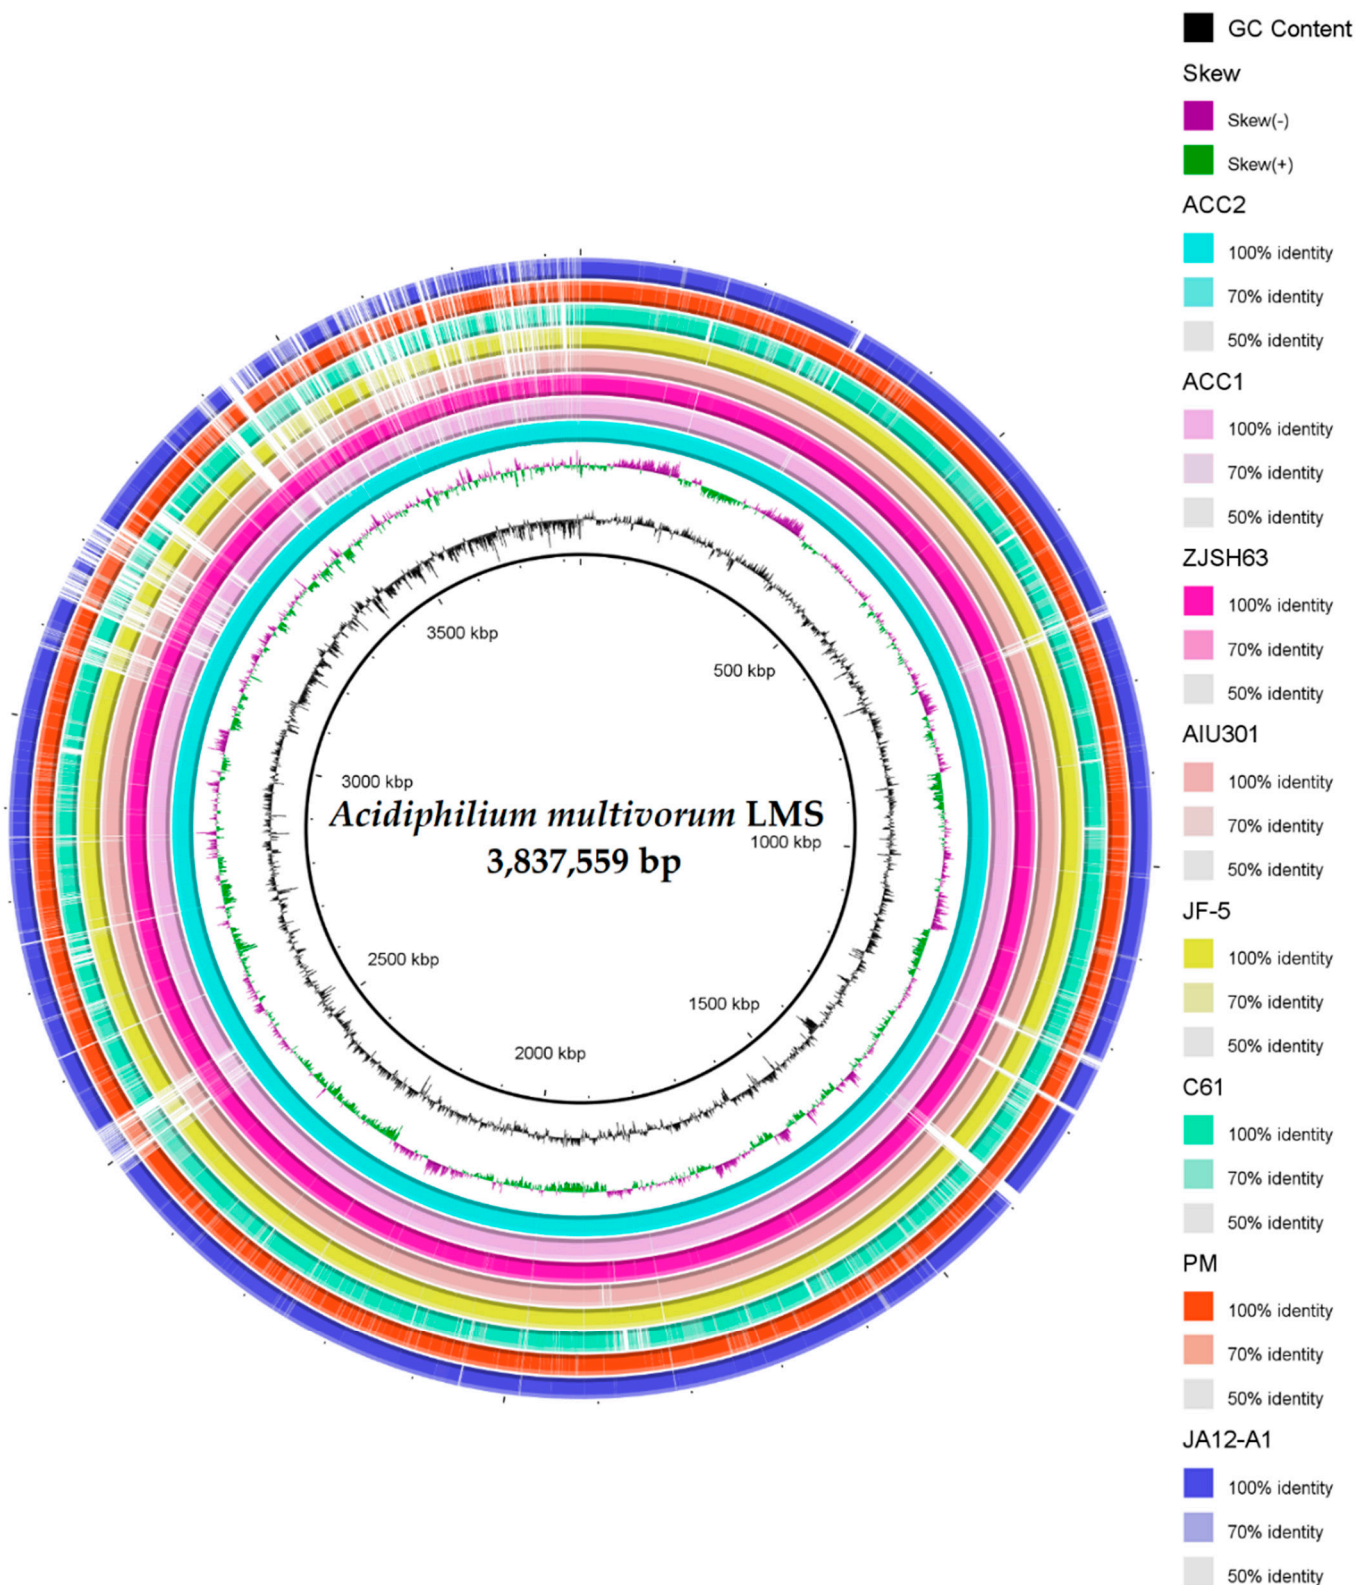 GC Content
Skew
Skew(-)
Skew(+)
ACC2
100% identity
70% identity
50% identity
ACC1
100% identity
70% identity
50% identity
ZJSH63
100% identity
70% identity
50% identity
AIU301
100% identity
70% identity
50% identity
JF-5
100% identity
70% identity
50% identity
C61
100% identity
70% identity
50% identity
PM
100% identity
70% identity
50% identity
JA12-A1
100% identity
70% identity
50% identity
3500 kbp
500 kbp
3000 kbp
Acidiphilium multivorum LMS
1000 kbp
3,837,559 bp
2500 kbp
1500 kbp
2000 kbp